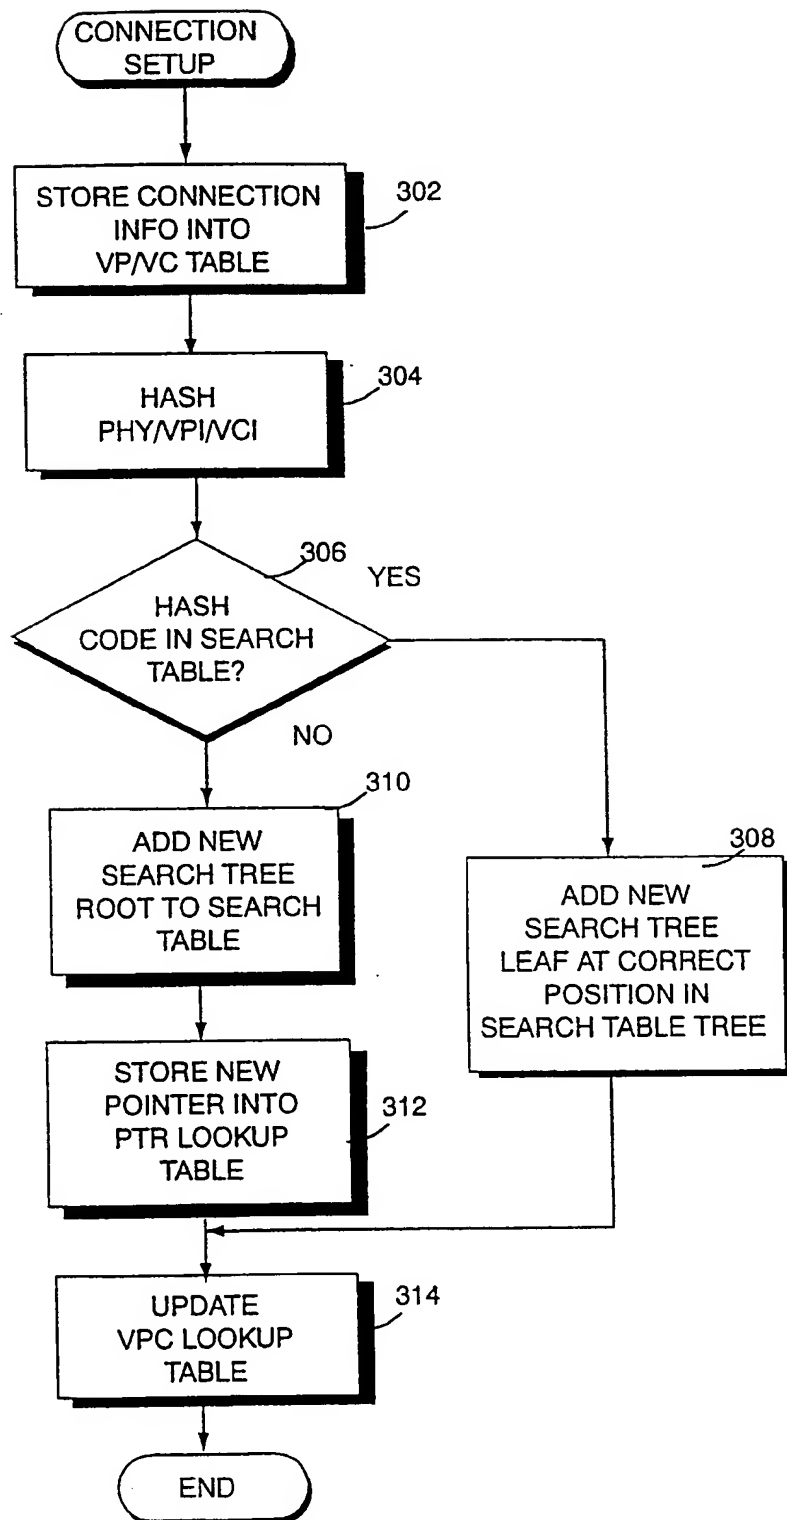 CONNECTION
SETUP
STORE CONNECTION
INFO INTO
VP/VC TABLE
302
HASH
PHY/VPI/VCI
304
306
YES
HASH
CODE IN SEARCH
TABLE?
NO
310
ADD NEW
SEARCH TREE
ROOT TO SEARCH
TABLE
308
ADD NEW
SEARCH TREE
LEAF AT CORRECT
POSITION IN
SEARCH TABLE TREE
STORE NEW
POINTER INTO
PTR LOOKUP
TABLE
312
UPDATE
VPC LOOKUP
TABLE
314
END